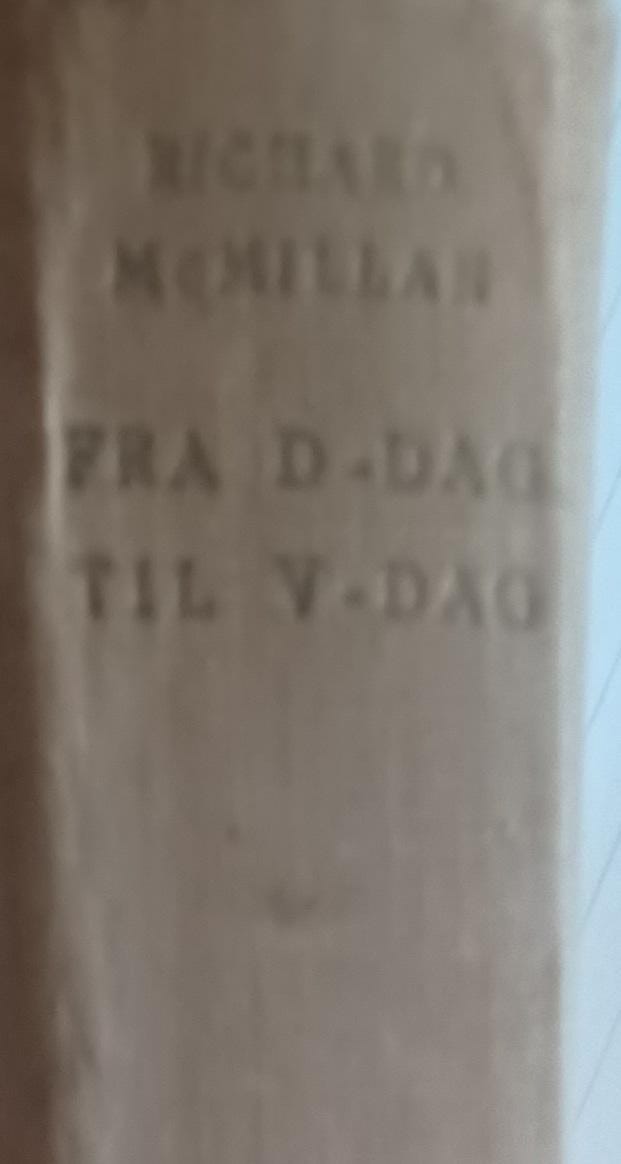 RICHARD
McMILLAN
FRA D-DAG
TIL V-DAG